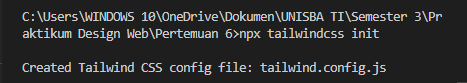 C:\Users\WINDOWS 10\OneDrive\Dokumen\UNISBA TI\Semester 3\Pr
aktikum Design Web\Pertemuan 6>npx tailwindcss init
Created Tailwind CSS config file: tailwind.config.js